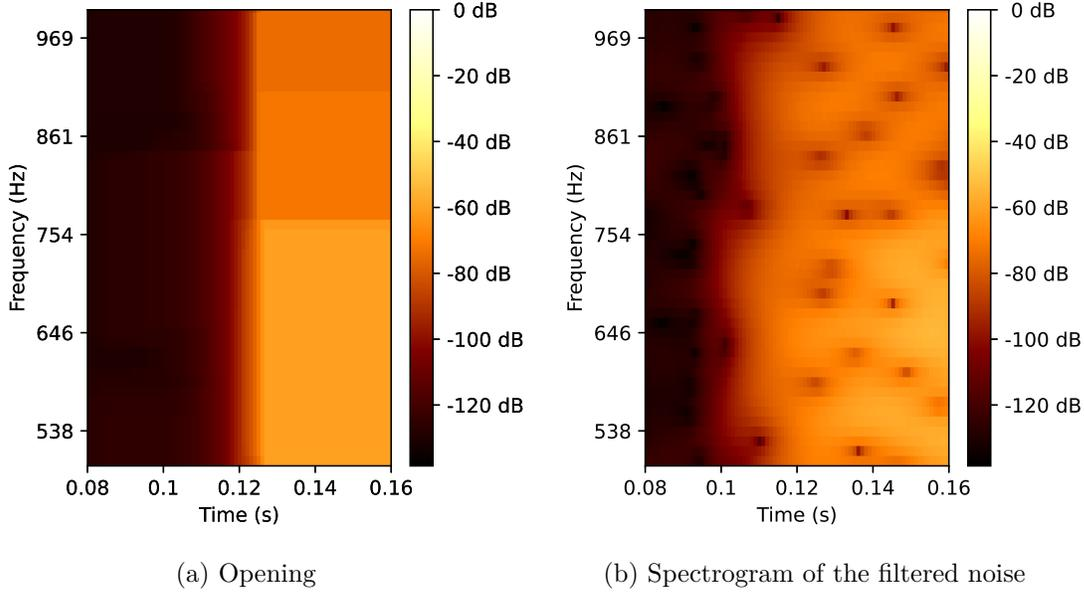 969
861
754
646
538
Frequency (Hz)
0.08 0.1 0.12 0.14 0.16
Time (s)
0 dB
-20 dB
-40 dB
-60 dB
-80 dB
-100 dB
-120 dB
(a) Opening
969
861
754
646
538
Frequency (Hz)
0.08 0.1 0.12 0.14 0.16
Time (s)
0 dB
-20 dB
-40 dB
-60 dB
-80 dB
-100 dB
-120 dB
(b) Spectrogram of the filtered noise